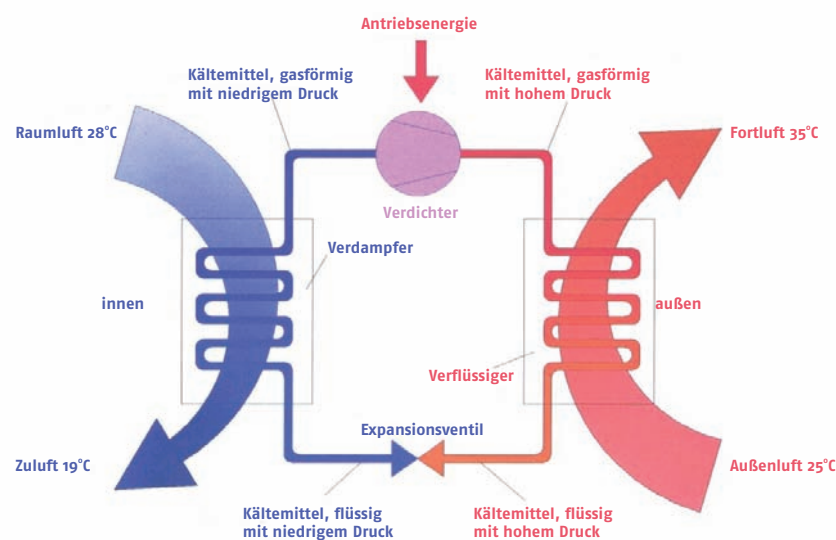 Antriebsenergie
Kältemittel, gasförmig
mit niedrigem Druck
Kältemittel, gasförmig
mit hohem Druck
Raumluft 28°C
Fortluft 35°C
Verdichter
Verdampfer
innen
außen
Verflüssiger
Expansionsventil
Zuluft 19°C
Außenluft 25°C
Kältemittel, flüssig
mit niedrigem Druck
Kältemittel, flüssig
mit hohem Druck